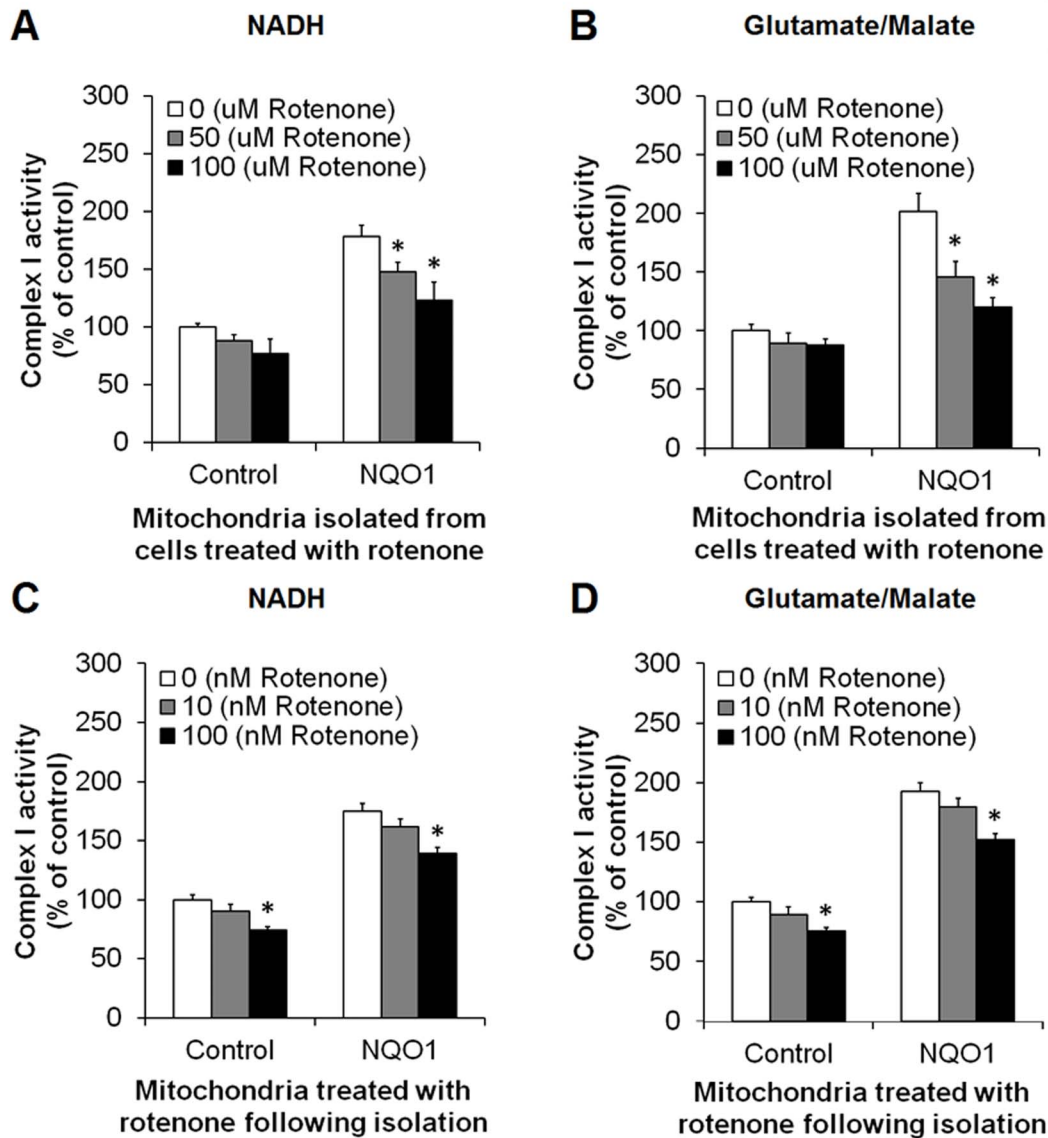 A
NADH
Complex I activity
(% of control)
300
250
200
150
100
50
0
0 (uM Rotenone)
50 (uM Rotenone)
100 (uM Rotenone)
*
*
Control
NQO1
Mitochondria isolated from
cells treated with rotenone
B
Glutamate/Malate
Complex I activity
(% of control)
300
250
200
150
100
50
0
0 (uM Rotenone)
50 (uM Rotenone)
100 (uM Rotenone)
*
*
Control
NQO1
Mitochondria isolated from
cells treated with rotenone
C
NADH
Complex I activity
(% of control)
300
250
200
150
100
50
0
0 (nM Rotenone)
10 (nM Rotenone)
100 (nM Rotenone)
*
*
Control
NQO1
Mitochondria treated with
rotenone following isolation
D
Glutamate/Malate
Complex I activity
(% of control)
300
250
200
150
100
50
0
0 (nM Rotenone)
10 (nM Rotenone)
100 (nM Rotenone)
*
*
Control
NQO1
Mitochondria treated with
rotenone following isolation